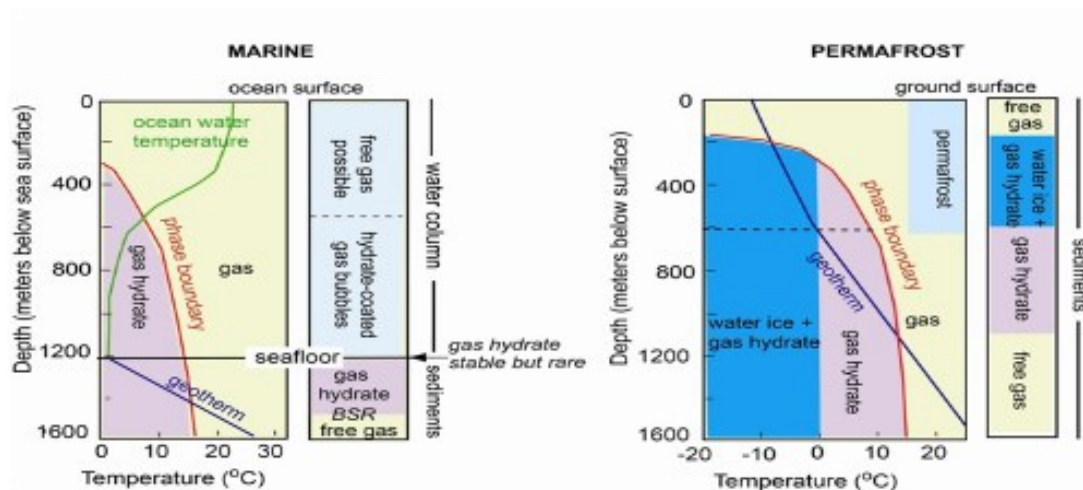 MARINE
ocean surface
Depth (meters below sea surface)
0
400
800
1200
1600
ocean water
temperature
phase boundary
gas hydrate
gas
seafloor
geotherm
0
10
20
30
Temperature (°C)
free gas
possible
hydrate-coated
gas bubbles
gas
hydrate
BSR
free gas
water column
sediments
gas hydrate
stable but rare
PERMAFROST
ground surface
Depth (meters below surface)
0
400
800
1200
1600
permafrost
phase boundary
geotherm
gas
water ice +
gas hydrate
gas hydrate
-20
-10
0
10
20
Temperature (°C)
free
gas
water ice +
gas hydrate
gas hydrate
free gas
sediments